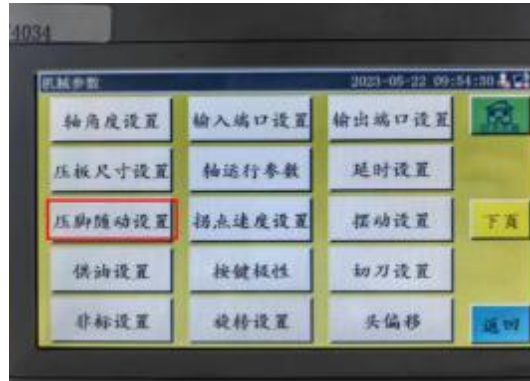 4034
机械参数 2023-05-22 09:54:30
轴角度设置 输入端口设置 输出端口设置
压板尺寸设置 轴运行参数 延时设置
压脚随动设置 拐点速度设置 摆动设置 下页
供油设置 按键极性 切刀设置
非标设置 旋转设置 头偏移 返回